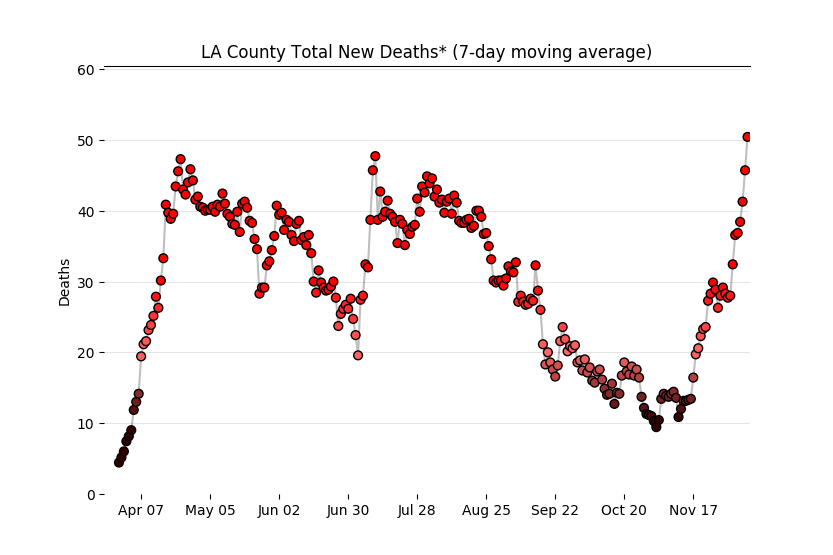 LA County Total New Deaths* (7-day moving average)
60
50
40
30
20
10
0
Deaths
Apr 07
May 05
Jun 02
Jun 30
Jul 28
Aug 25
Sep 22
Oct 20
Nov 17